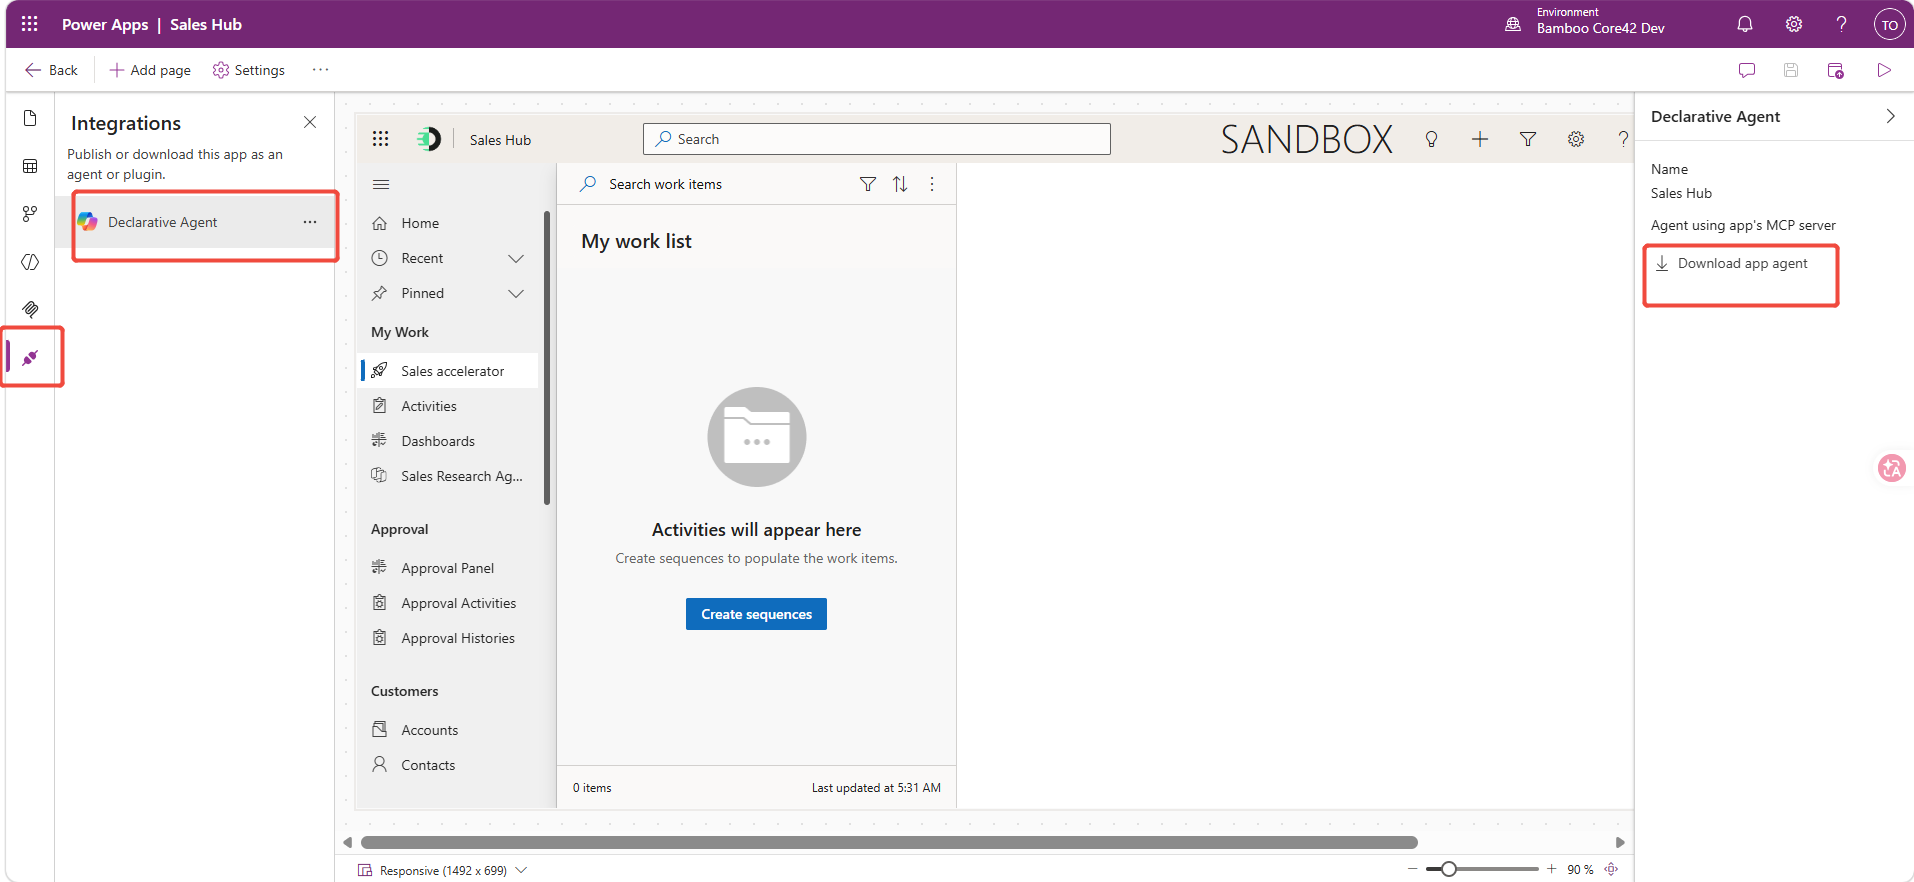 Power Apps | Sales Hub
Environment
Bamboo Core42 Dev
TO
Back
Add page
Settings
Integrations
Publish or download this app as an
agent or plugin.
Declarative Agent
Sales Hub
Search
SANDBOX
Home
Recent
Pinned
My Work
Sales accelerator
Activities
Dashboards
Sales Research Ag...
Approval
Approval Panel
Approval Activities
Approval Histories
Customers
Accounts
Contacts
Search work items
My work list
Activities will appear here
Create sequences to populate the work items.
Create sequences
0 items
Last updated at 5:31 AM
Responsive (1492 x 699)
90 %
Declarative Agent
Name
Sales Hub
Agent using app's MCP server
Download app agent